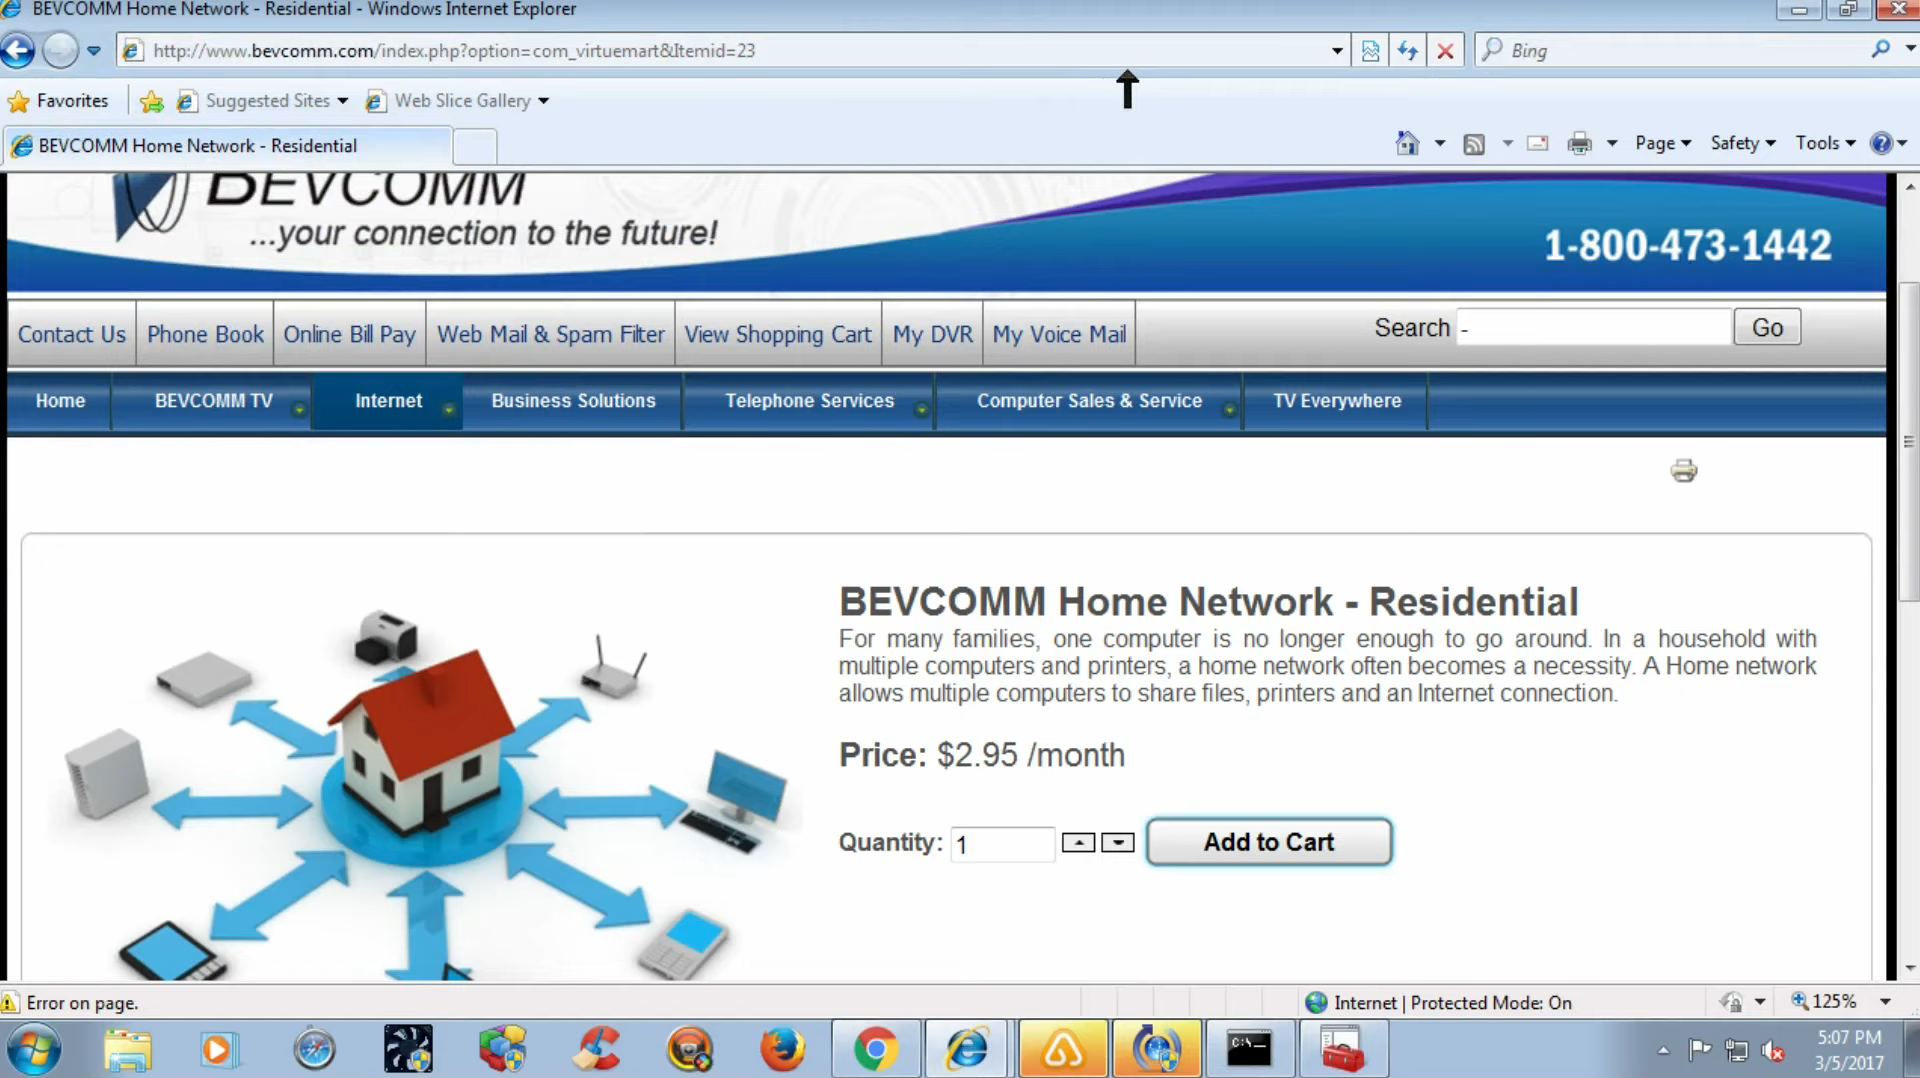 BEVCOMM Home Network - Residential - Windows Internet Explorer
http://www.bevcomm.com/index.php?option=com_virtuemart&Itemid=23
Bing
Favorites
Suggested Sites
Web Slice Gallery
BEVCOMM Home Network - Residential
Page
Safety
Tools
BEVCOMM
...your connection to the future!
1-800-473-1442
Contact Us
Phone Book
Online Bill Pay
Web Mail & Spam Filter
View Shopping Cart
My DVR
My Voice Mail
Search
-
Go
Home
BEVCOMM TV
Internet
Business Solutions
Telephone Services
Computer Sales & Service
TV Everywhere
BEVCOMM Home Network - Residential
For many families, one computer is no longer enough to go around. In a household with
multiple computers and printers, a home network often becomes a necessity. A Home network
allows multiple computers to share files, printers and an Internet connection.
Price: $2.95 /month
Quantity: 1
Add to Cart
Error on page.
Internet | Protected Mode: On
125%
C:\_
5:07 PM
3/5/2017